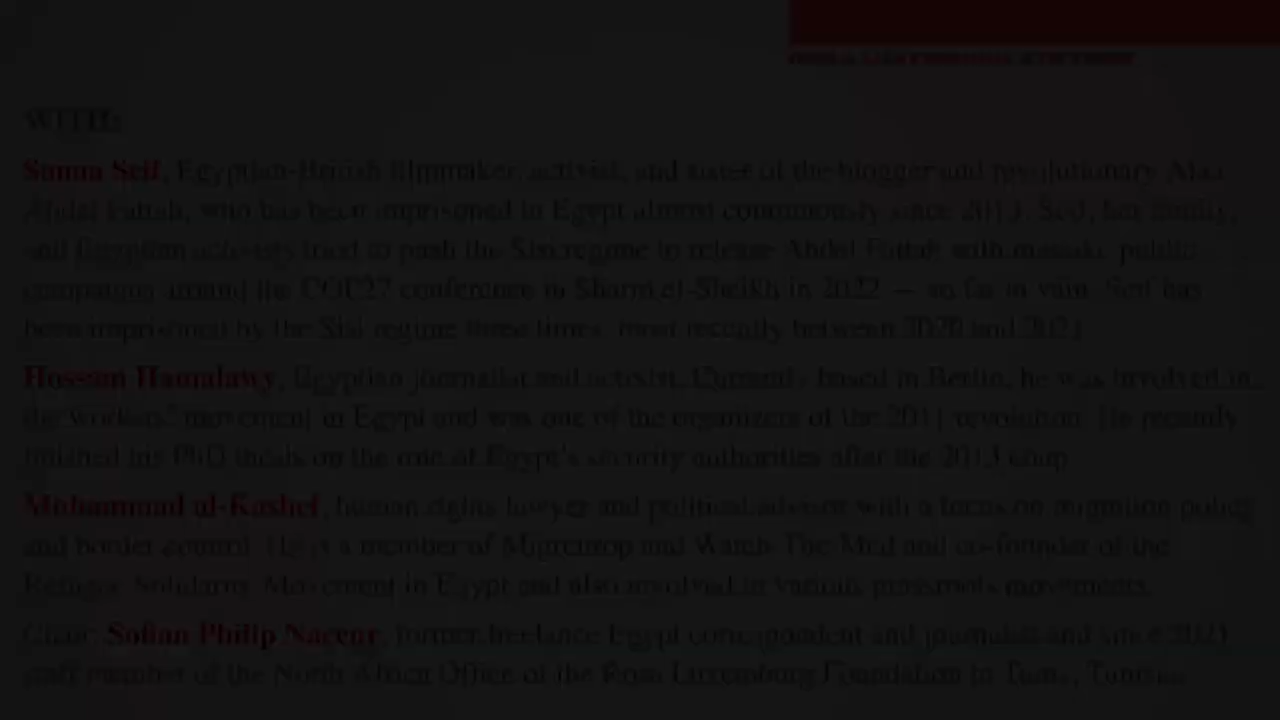 WITH:
Sanna Seif, Egyptian-British filmmaker, activist, and sister of the blogger and revolutionary Alaa
Abdal Fattah, who has been imprisoned in Egypt almost continuously since 2013. Seif, her family,
and Egyptian activists tried to push the Sisi regime to release Abdal Fattah with massive public
campaigns around the COP27 conference in Sharm el-Sheikh in 2022 — so far in vain. Seif has
been imprisoned by the Sisi regime three times, most recently between 2020 and 2021.
Hossam Hamalawy, Egyptian journalist and activist. Currently based in Berlin, he was involved in
the workers' movement in Egypt and was one of the organizers of the 2011 revolution. He recently
finished his PhD thesis on the role of Egypt's security authorities after the 2013 coup.
Muhammad al-Kashef, human rights lawyer and political advisor with a focus on migration policy
and border control. He is a member of Migreurop and Watch The Med and co-founder of the
Refugee Solidarity Movement in Egypt and also involved in various grassroots movements.
Chair: Sofian Philip Naceur, former freelance Egypt correspondent and journalist and since 2021
staff member of the North Africa Office of the Rosa Luxemburg Foundation in Tunis, Tunisia.